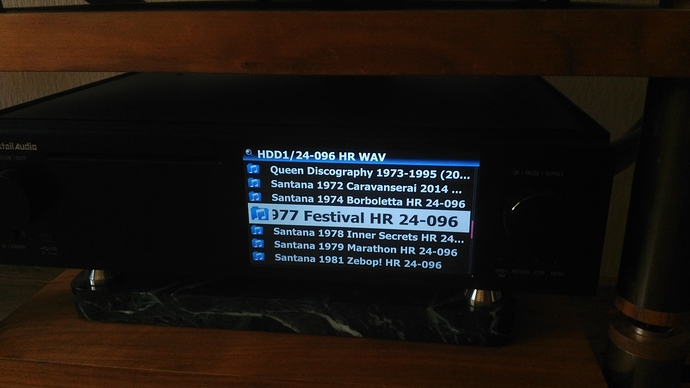 ktail Audio
HDD1/24-096 HR WAV
Queen Discography 1973-1995 (20...
Santana 1972 Caravanserai 2014 ...
Santana 1974 Borboletta HR 24-096
977 Festival HR 24-096
Santana 1978 Inner Secrets HR 24...
Santana 1979 Marathon HR 24-096
Santana 1981 Zebop! HR 24-096